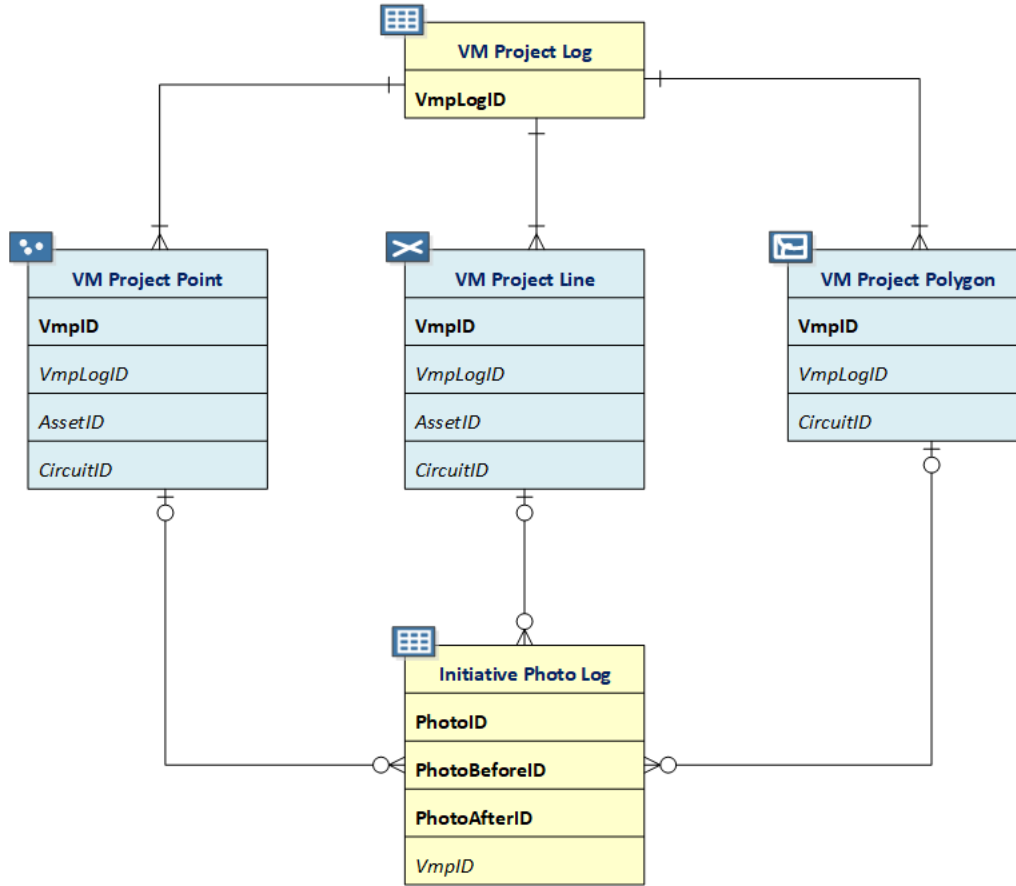 VM Project Log
VmpLogID
VM Project Point
VmpID
VmpLogID
AssetID
CircuitID
VM Project Line
VmpID
VmpLogID
AssetID
CircuitID
VM Project Polygon
VmpID
VmpLogID
CircuitID
Initiative Photo Log
PhotoID
PhotoBeforeID
PhotoAfterID
VmpID